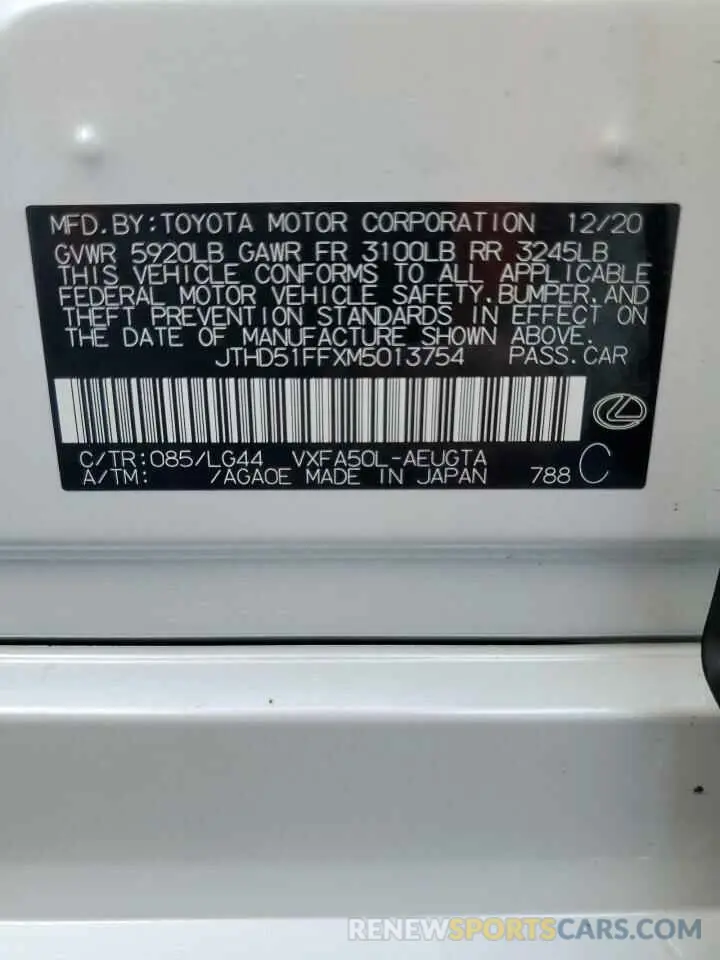 MFD.BY:TOYOTA MOTOR CORPORATION 12/20
GVWR 5920LB GAWR FR 3100LB RR 3245LB
THIS VEHICLE CONFORMS TO ALL APPLICABLE
FEDERAL MOTOR VEHICLE SAFETY,BUMPER,AND
THEFT PREVENTION STANDARDS IN EFFECT ON
THE DATE OF MANUFACTURE SHOWN ABOVE.
JTHD51FFXM5013754 PASS.CAR
C/TR:085/LG44 VXFA50L-AEUGTA
A/TM: /AGA0E MADE IN JAPAN 788 C
RENEWSPORTSCARS.COM